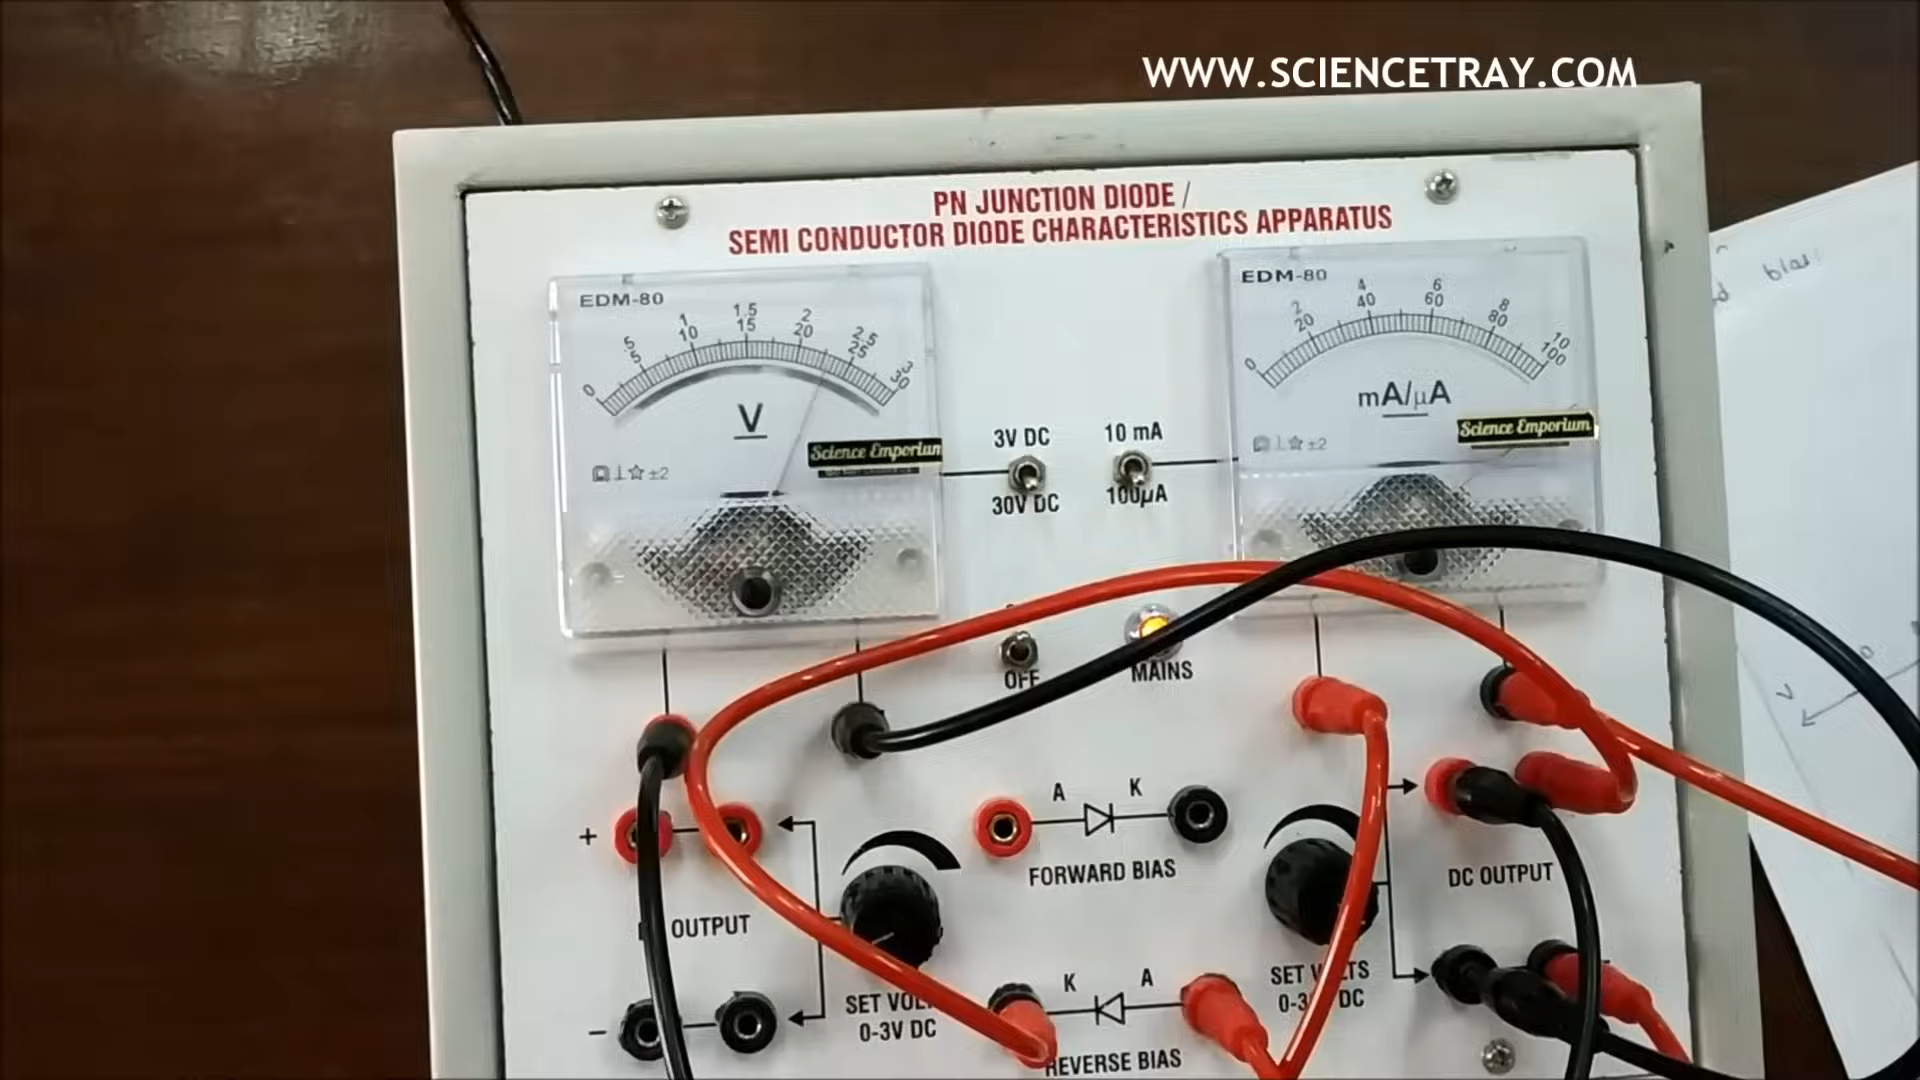 WWW.SCIENCETRAY.COM
PN JUNCTION DIODE /
SEMI CONDUCTOR DIODE CHARACTERISTICS APPARATUS
EDM-80
0 .5 1 1.5 2 2.5 3
5 10 15 20 25 30
V
±2
Science Emporium
3V DC
30V DC
10 mA
100µA
EDM-80
0 2 4 6 8 10
20 40 60 80 100
mA/µA
±2
Science Emporium
OFF
MAINS
+
OUTPUT
−
SET
0-3V DC
A K
FORWARD BIAS
K A
REVERSE BIAS
SET
DC
DC OUTPUT
V